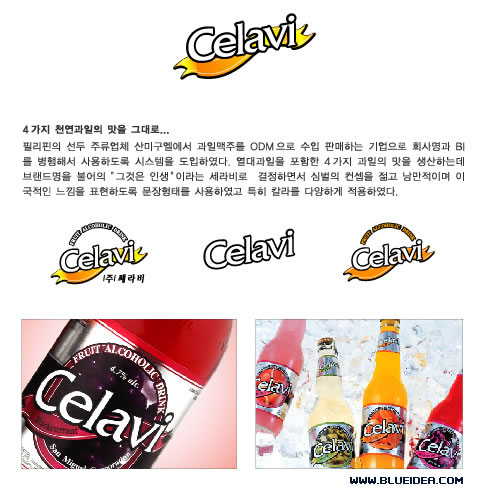 Celavi
4가지 천연과일의 맛을 그대로...
필리핀의 선두 주류업체 산미구엘에서 과일맥주를 ODM으로 수입 판매하는 기업으로 회사명과 BI
를 병행해서 사용하도록 시스템을 도입하였다. 열대과일을 포함한 4가지 과일의 맛을 생산하는데
브랜드명을 불어의 "그것은 인생"이라는 세라비로 결정하면서 심벌의 컨셉을 젊고 낭만적이며 이
국적인 느낌을 표현하도록 문장형태를 사용하였고 특히 칼라를 다양하게 적용하였다.
FRUIT ALCOHOLIC DRINK
Celavi
(주)쎄라비
Celavi
FRUIT ALCOHOLIC DRINK
Celavi
FRUIT ALCOHOLIC DRINK
4.7% alc.
Celavi
San Miguel
Celavi
Celavi
Celavi
Celavi
WWW.BLUEIDEA.COM